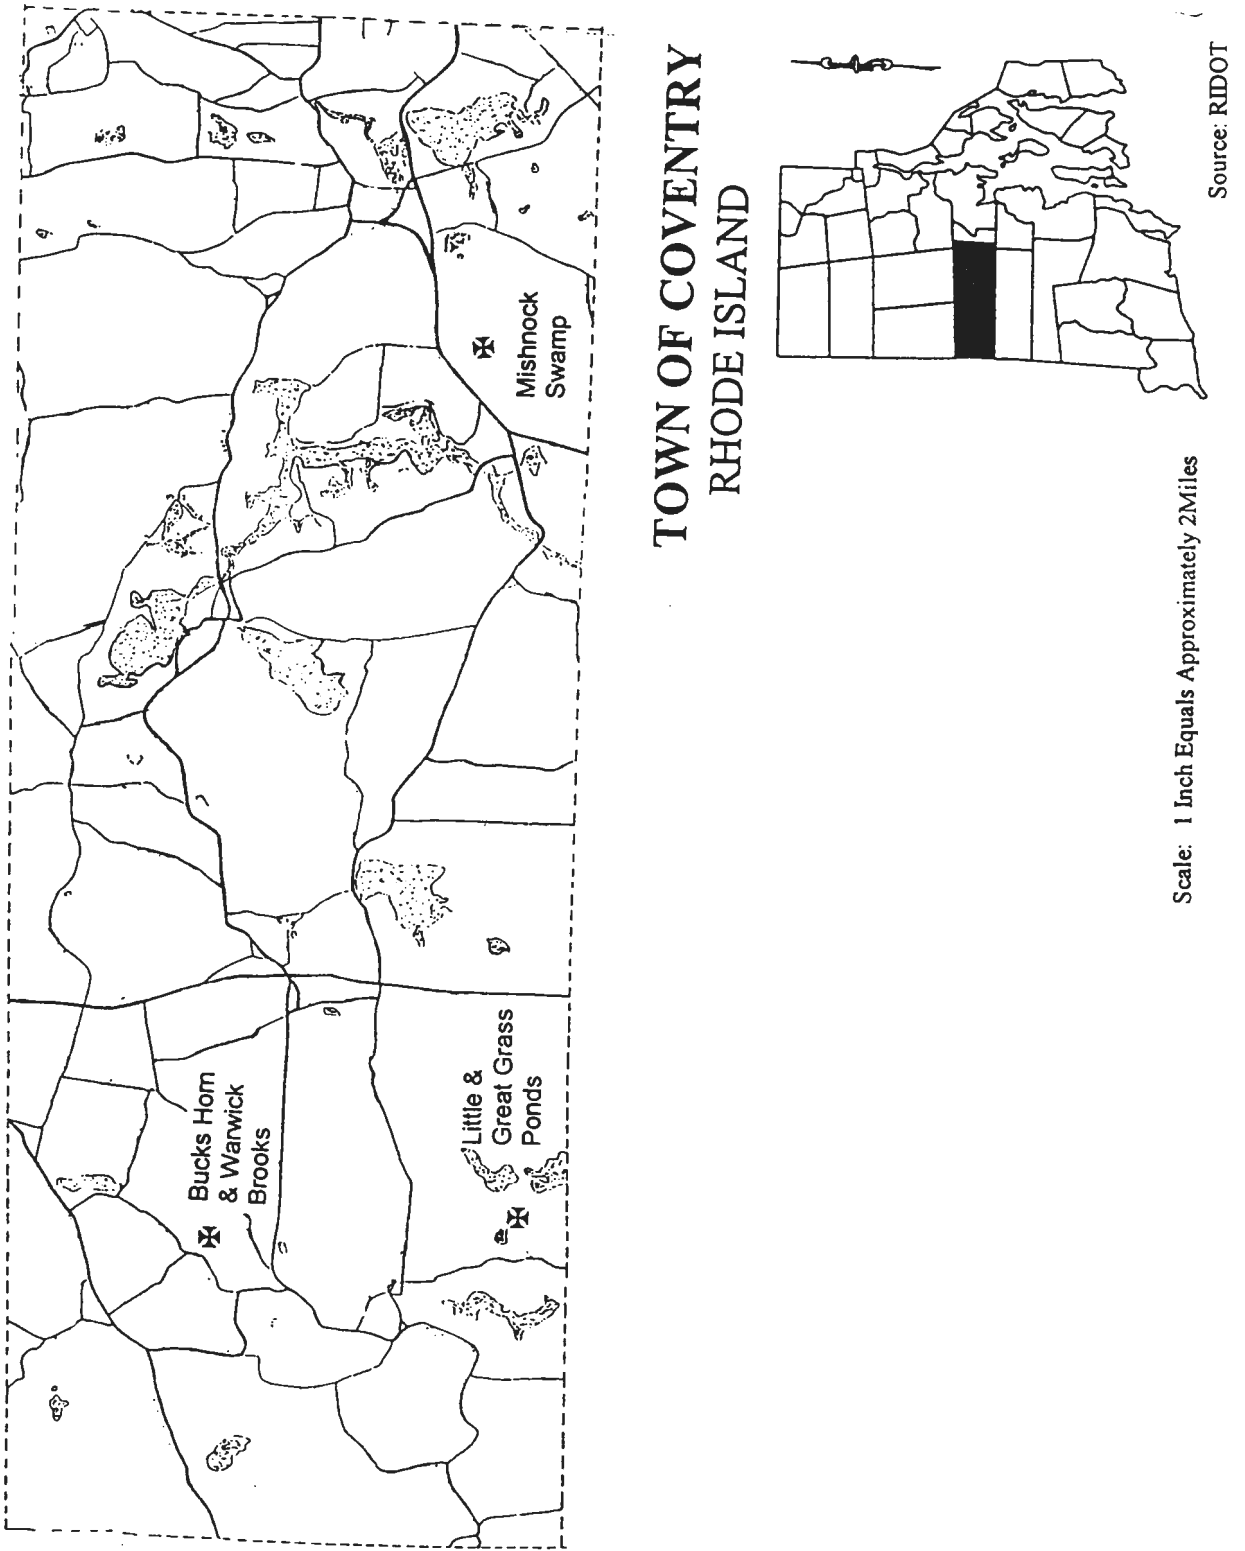 TOWN OF COVENTRY
RHODE ISLAND
Mishnock
Swamp
Bucks Horn
& Warwick
Brooks
Little &
Great Grass
Ponds
Scale: 1 Inch Equals Approximately 2Miles
Source: RIDOT